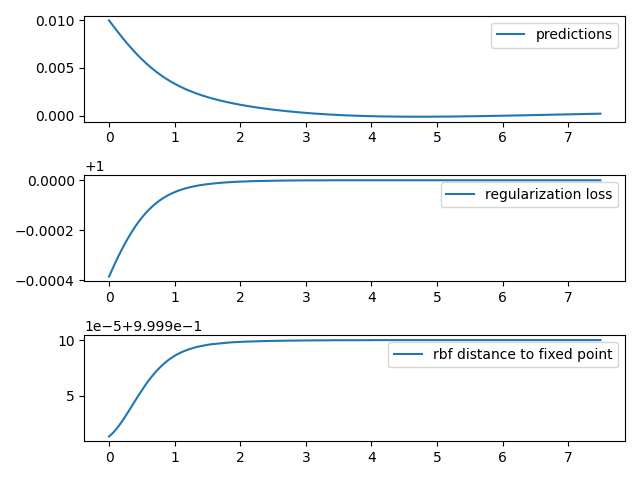 0.010
0.005
0.000
predictions
0 1 2 3 4 5 6 7
+1
0.0000
−0.0002
−0.0004
regularization loss
0 1 2 3 4 5 6 7
1e−5+9.999e−1
10
5
rbf distance to fixed point
0 1 2 3 4 5 6 7